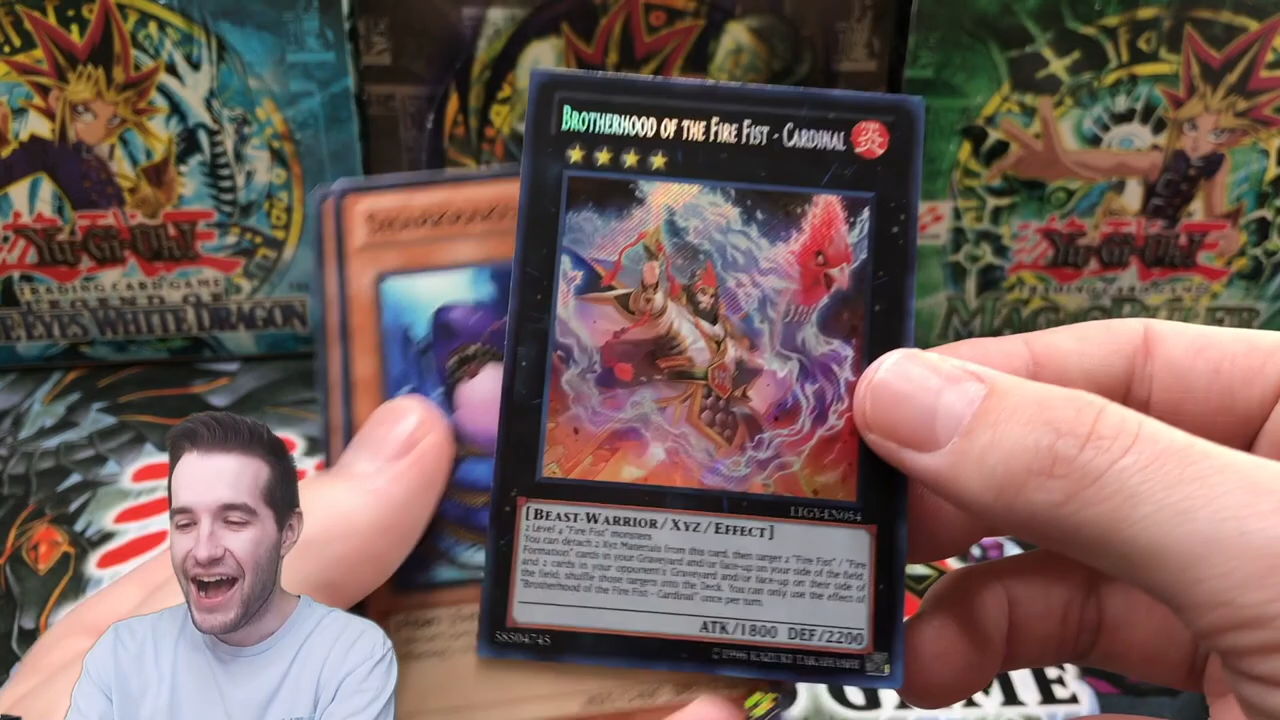 Yu-Gi-Oh!
TRADING CARD GAME
LEGEND OF
EYES WHITE DRAGON
Yu-Gi-Oh!
BROTHERHOOD OF THE FIRE FIST - CARDINAL
炎
LTGY-EN054
[BEAST-WARRIOR/XYZ/EFFECT]
2 Level 4 "Fire Fist" monsters
You can detach 2 Xyz Materials from this card, then target 2 "Fire Fist" / "Fire
Formation" cards in your Graveyard and/or face-up on your side of the field,
and 2 cards in your opponent's Graveyard and/or face-up on their side of
the field; shuffle those targets into the Deck. You can only use the effect of
"Brotherhood of the Fire Fist - Cardinal" once per turn.
ATK/1800 DEF/2200
58504745
©1996 KAZUKI TAKAHASHI
GAME